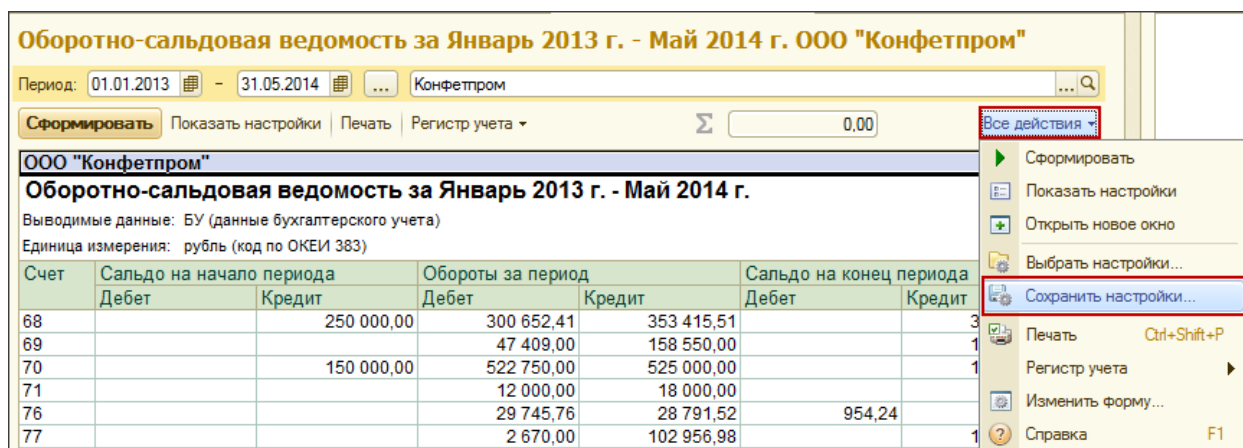 Оборотно-сальдовая ведомость за Январь 2013 г. - Май 2014 г. ООО "Конфетпром"
Период: 01.01.2013 - 31.05.2014 ... Конфетпром ...
Сформировать Показать настройки Печать Регистр учета Σ 0,00 Все действия
ООО "Конфетпром"
Сформировать
Оборотно-сальдовая ведомость за Январь 2013 г. - Май 2014 г.
Показать настройки
Выводимые данные: БУ (данные бухгалтерского учета)
Открыть новое окно
Единица измерения: рубль (код по ОКЕИ 383)
Счет Сальдо на начало периода Обороты за период Сальдо на конец периода
Выбрать настройки...
Дебет Кредит Дебет Кредит Дебет Кредит
Сохранить настройки...
68 250 000,00 300 652,41 353 415,51 3
Печать Ctrl+Shift+P
69 47 409,00 158 550,00 1
70 150 000,00 522 750,00 525 000,00 1
Регистр учета
71 12 000,00 18 000,00
Изменить форму...
76 29 745,76 28 791,52 954,24
77 2 670,00 102 956,98 1
Справка F1